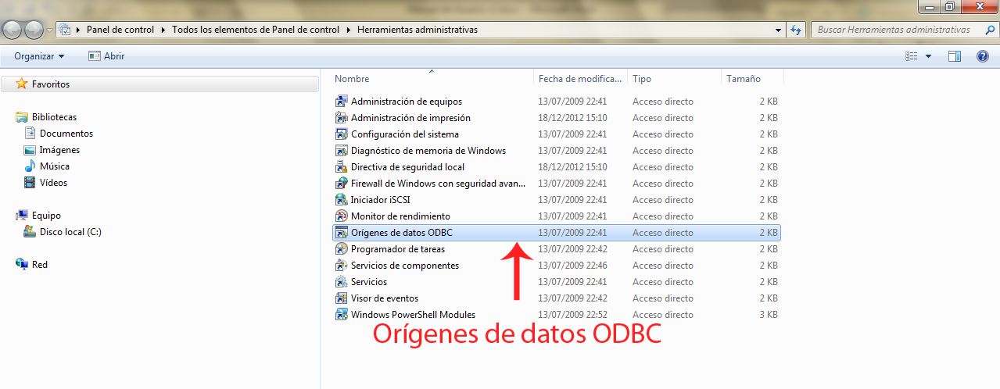 Panel de control
Todos los elementos de Panel de control
Herramientas administrativas
Buscar Herramientas administrativas
Organizar
Abrir
Favoritos
Bibliotecas
Documentos
Imágenes
Música
Vídeos
Equipo
Disco local (C:)
Red
Nombre Fecha de modifica... Tipo Tamaño
Administración de equipos 13/07/2009 22:41 Acceso directo 2 KB
Administración de impresión 18/12/2012 15:10 Acceso directo 2 KB
Configuración del sistema 13/07/2009 22:41 Acceso directo 2 KB
Diagnóstico de memoria de Windows 13/07/2009 22:41 Acceso directo 2 KB
Directiva de seguridad local 18/12/2012 15:10 Acceso directo 2 KB
Firewall de Windows con seguridad avan... 13/07/2009 22:41 Acceso directo 2 KB
Iniciador iSCSI 13/07/2009 22:41 Acceso directo 2 KB
Monitor de rendimiento 13/07/2009 22:41 Acceso directo 2 KB
Orígenes de datos ODBC 13/07/2009 22:41 Acceso directo 2 KB
Programador de tareas 13/07/2009 22:42 Acceso directo 2 KB
Servicios de componentes 13/07/2009 22:46 Acceso directo 2 KB
Servicios 13/07/2009 22:41 Acceso directo 2 KB
Visor de eventos 13/07/2009 22:42 Acceso directo 2 KB
Windows PowerShell Modules 13/07/2009 22:52 Acceso directo 3 KB
Orígenes de datos ODBC